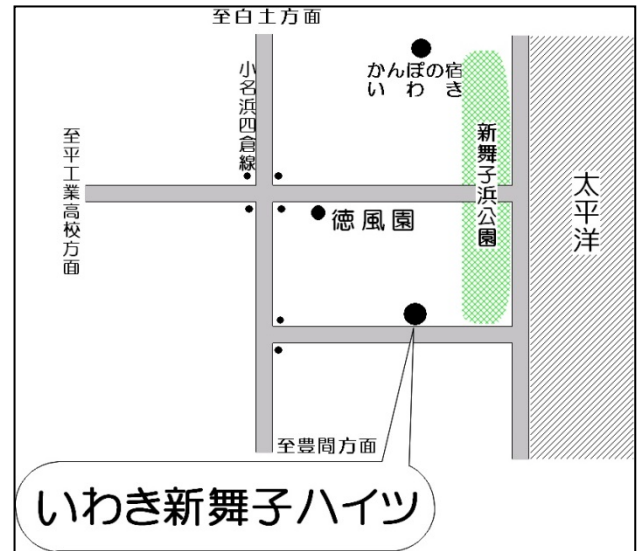 至白土方面
小名浜四倉線
かんぽの宿
いわき
至平工業高校方面
新舞子浜公園
太平洋
徳風園
至豊間方面
いわき新舞子ハイツ